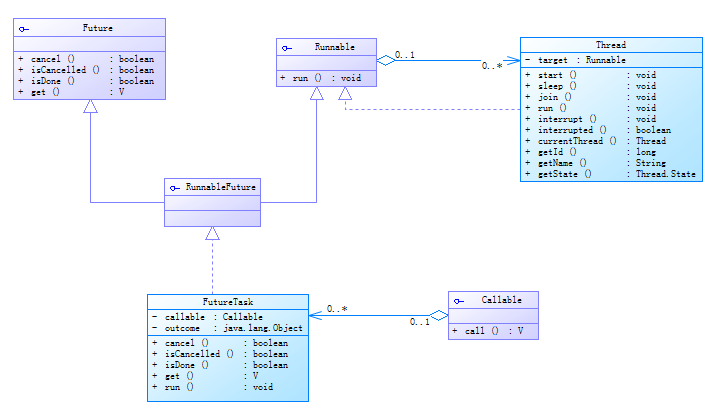 Future
+ cancel () : boolean
+ isCancelled () : boolean
+ isDone () : boolean
+ get () : V
Runnable
+ run () : void
0..1
0..*
Thread
- target : Runnable
+ start () : void
+ sleep () : void
+ join () : void
+ run () : void
+ interrupt () : void
+ interrupted () : boolean
+ currentThread () : Thread
+ getId () : long
+ getName () : String
+ getState () : Thread.State
RunnableFuture
FutureTask
- callable : Callable
- outcome : java.lang.Object
+ cancel () : boolean
+ isCancelled () : boolean
+ isDone () : boolean
+ get () : V
+ run () : void
0..*
0..1
Callable
+ call () : V